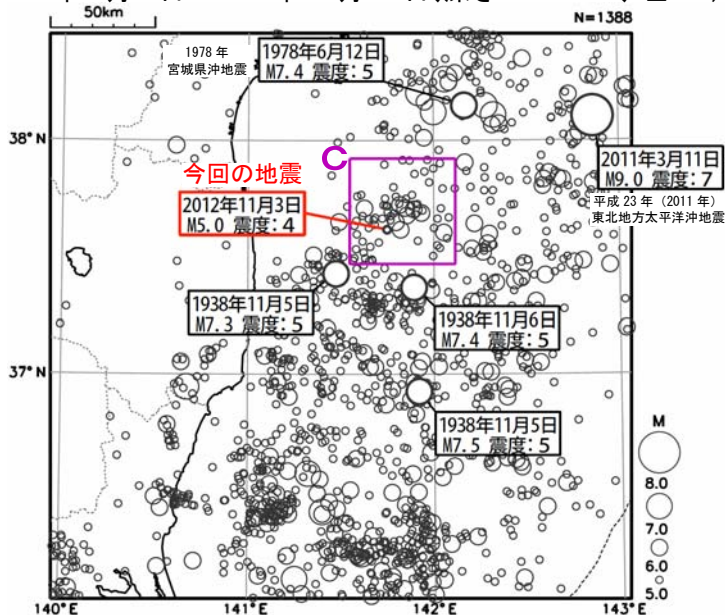 50km
N=1388
1978年
宮城県沖地震
1978年6月12日
M7.4 震度：5
38°N
C
今回の地震
2012年11月3日
M5.0 震度：4
2011年3月11日
M9.0 震度：7
平成23年（2011年）
東北地方太平洋沖地震
1938年11月5日
M7.3 震度：5
1938年11月6日
M7.4 震度：5
37°N
1938年11月5日
M7.5 震度：5
M
8.0
7.0
6.0
5.0
140°E
141°E
142°E
143°E